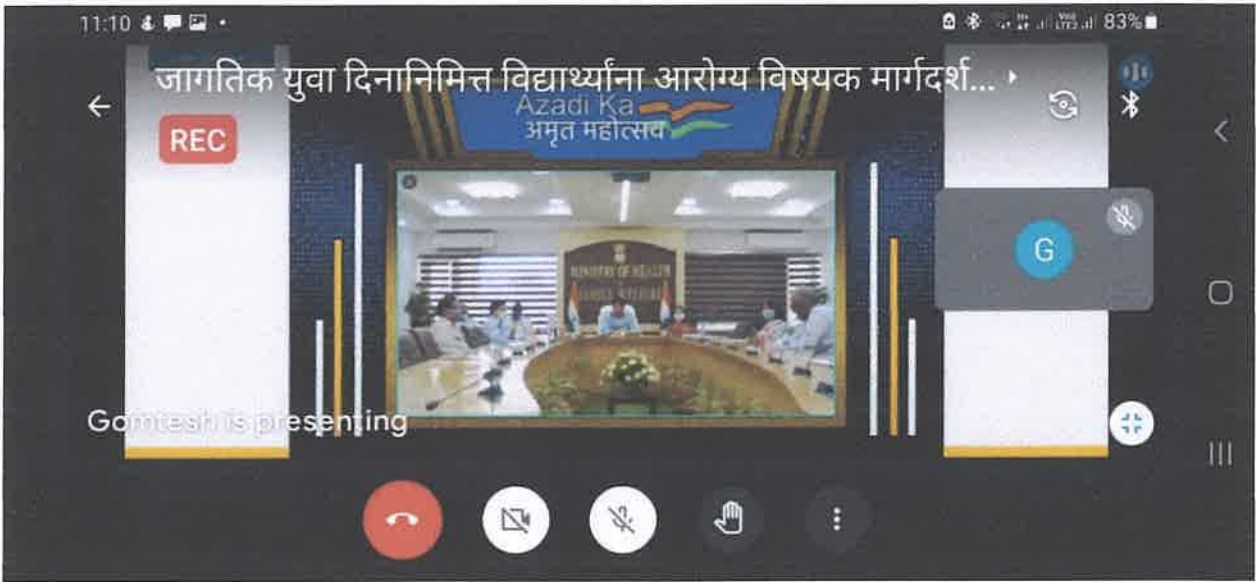 11:10
83%
जागतिक युवा दिनानिमित्त विद्यार्थ्यांना आरोग्य विषयक मार्गदर्श...
REC
Azadi Ka
अमृत महोत्सव
MINISTRY OF HEALTH
G
Gomtesh is presenting